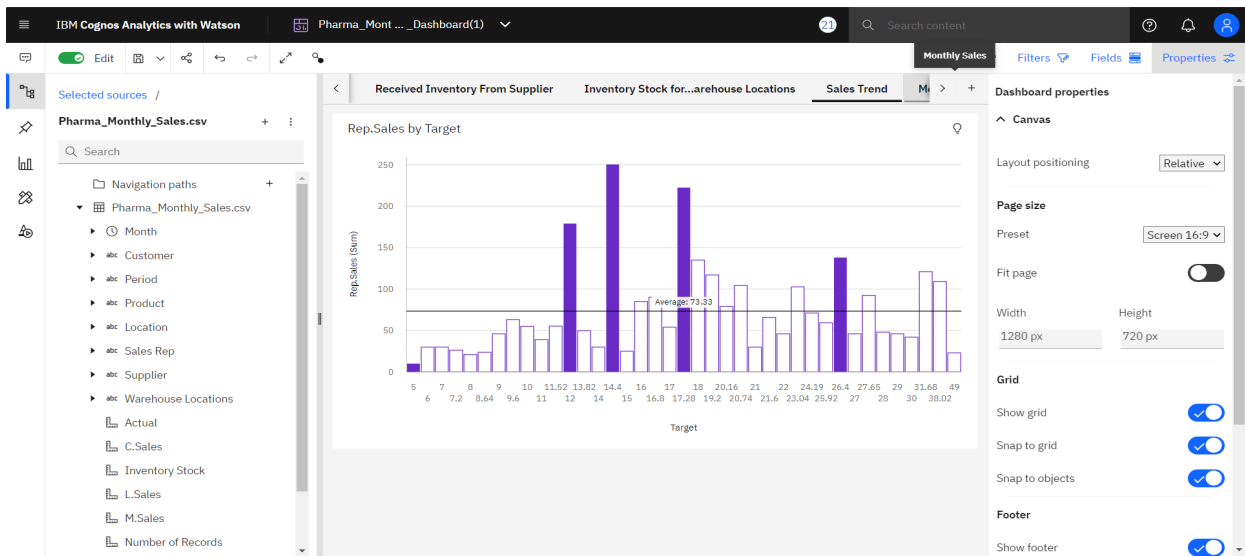 IBM Cognos Analytics with Watson
Pharma_Mont ... _Dashboard(1)
21
Search content
Edit
Monthly Sales
Filters
Fields
Properties
Selected sources /
Pharma_Monthly_Sales.csv
Search
Navigation paths
Pharma_Monthly_Sales.csv
Month
abc Customer
abc Period
abc Product
abc Location
abc Sales Rep
abc Supplier
abc Warehouse Locations
Actual
C.Sales
Inventory Stock
L.Sales
M.Sales
Number of Records
Received Inventory From Supplier
Inventory Stock for...arehouse Locations
Sales Trend
Rep.Sales by Target
Rep.Sales (Sum)
250
200
150
100
50
0
Average: 73.33
5 7 8 9 10 11.52 13.82 14.4 16 17 18 20.16 21 22 24.19 26.4 27.65 29 31.68 49
6 7.2 8.64 9.6 11 12 14 15 16.8 17.28 19.2 20.74 21.6 23.04 25.92 27 28 30 38.02
Target
Dashboard properties
Canvas
Layout positioning
Relative
Page size
Preset
Screen 16:9
Fit page
Width Height
1280 px 720 px
Grid
Show grid
Snap to grid
Snap to objects
Footer
Show footer